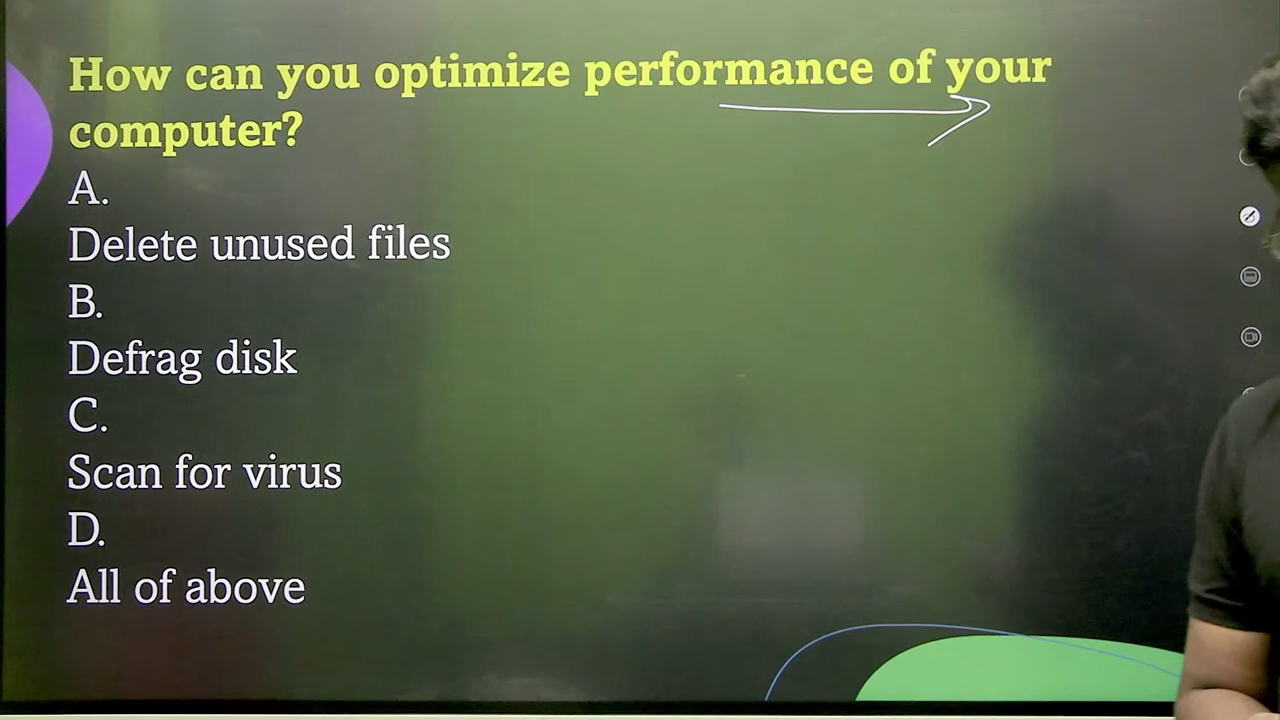 How can you optimize performance of your
computer?
A.
Delete unused files
B.
Defrag disk
C.
Scan for virus
D.
All of above